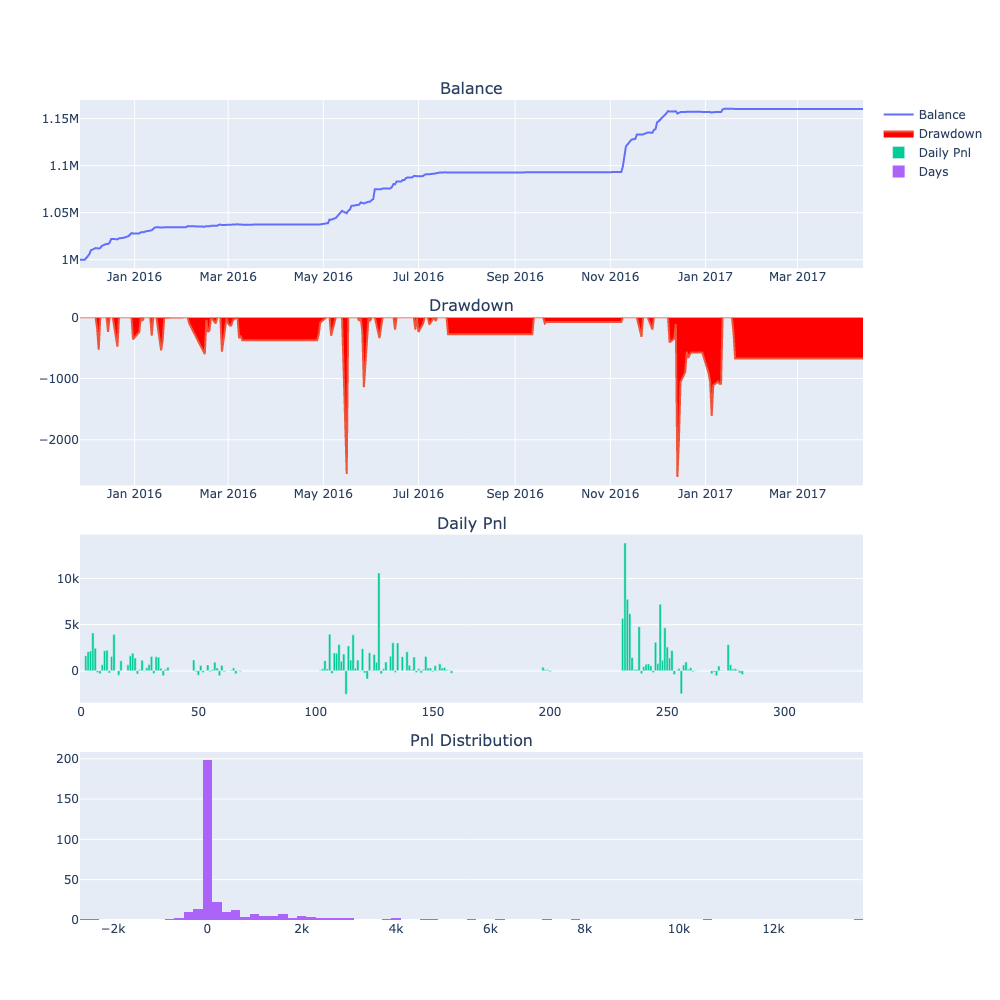 Balance
1.15M
1.1M
1.05M
1M
Jan 2016 Mar 2016 May 2016 Jul 2016 Sep 2016 Nov 2016 Jan 2017 Mar 2017
Balance
Drawdown
Daily Pnl
Days
Drawdown
0
−1000
−2000
Jan 2016 Mar 2016 May 2016 Jul 2016 Sep 2016 Nov 2016 Jan 2017 Mar 2017
Daily Pnl
10k
5k
0
0 50 100 150 200 250 300
Pnl Distribution
200
150
100
50
0
−2k 0 2k 4k 6k 8k 10k 12k